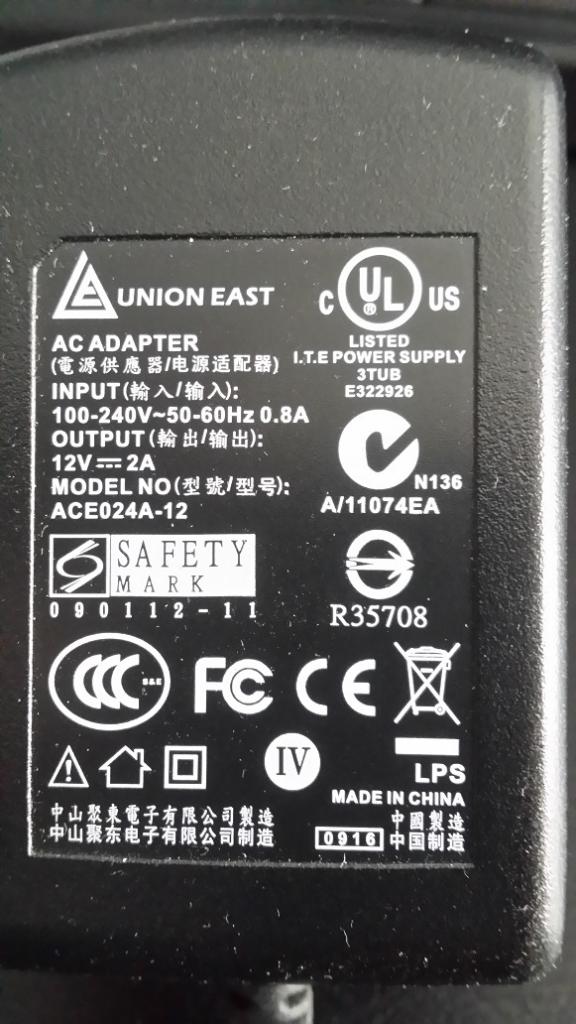 UNION EAST
AC ADAPTER
(電源供應器/电源适配器)
INPUT(輸入/输入):
100-240V~50-60Hz 0.8A
OUTPUT(輸出/输出):
12V⎓2A
MODEL NO(型號/型号):
ACE024A-12
C UL® US
LISTED
I.T.E POWER SUPPLY
3TUB
E322926
N136
A/11074EA
SAFETY
MARK
090112-11
R35708
CCC S&E
FC CE
IV
LPS
MADE IN CHINA
中山聚東電子有限公司製造
中山聚东电子有限公司制造
中國製造
0916 中国制造